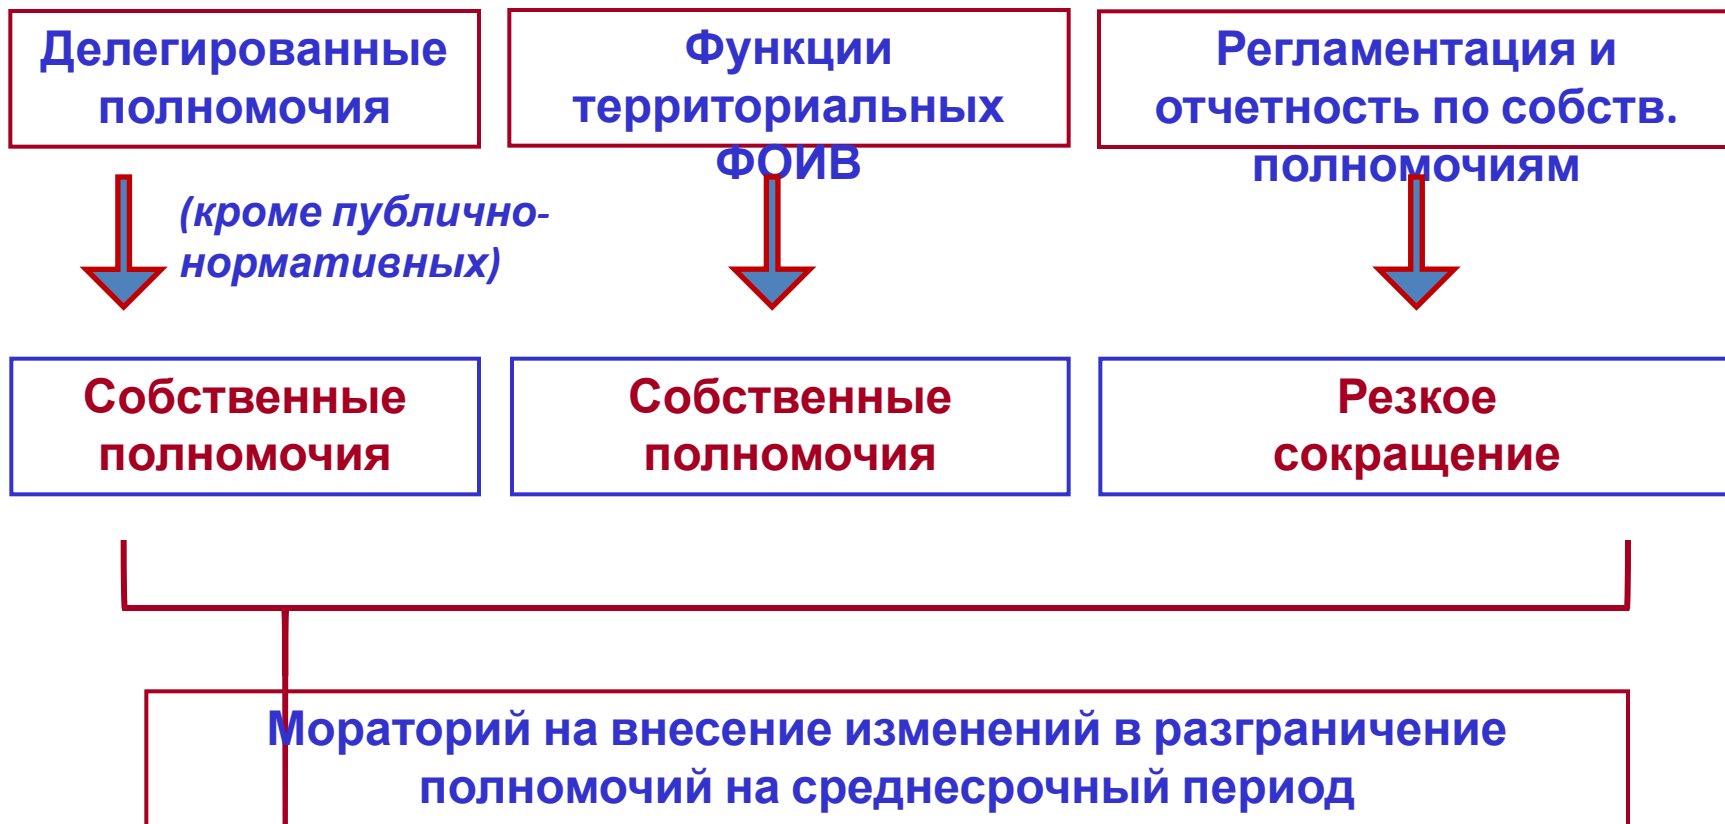 Делегированные
полномочия
Функции
территориальных
ФОИВ
Регламентация и
отчетность по собств.
полномочиям
(кроме публично-
нормативных)
Собственные
полномочия
Собственные
полномочия
Резкое
сокращение
Мораторий на внесение изменений в разграничение
полномочий на среднесрочный период